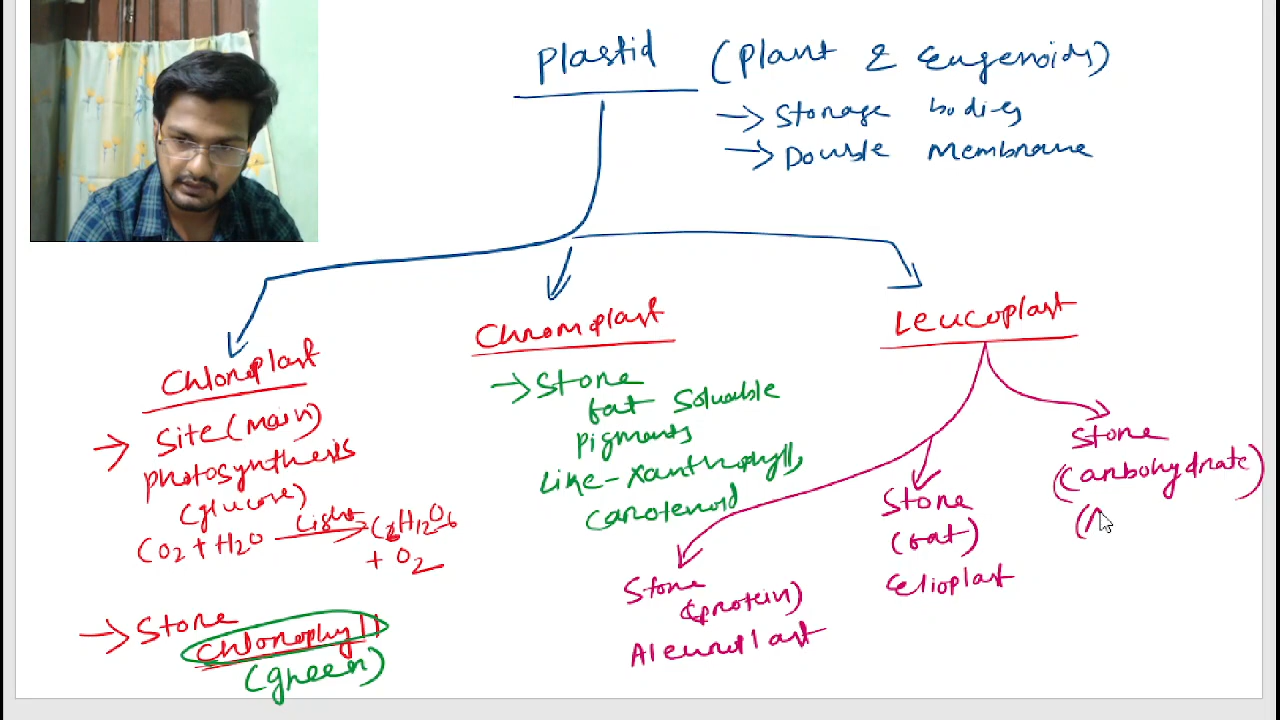 Plastid (Plant & Eugenoids)
→ Storage bodies
→ Double Membrane
Chloroplast
→ Site (main)
Photosynthesis
(glucose)
CO2 + H2O Light→ C6H12O6
+ O2
→ Store
Chlorophyll
(green)
Chromplast
→ Store
fat Soluable
Pigments
Like - Xanthophyll,
Carotenoid
Leucoplast
Store
(protein)
Aleuroplast
Store
(fat)
Elioplast
Store
(Carbohydrate)
(A